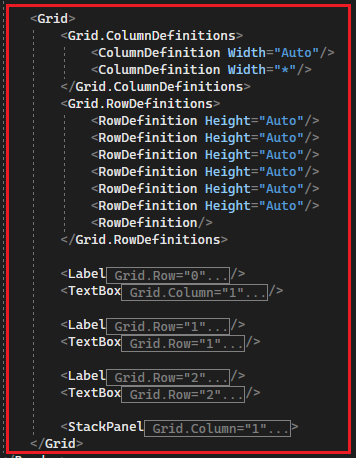 <Grid>
<Grid.ColumnDefinitions>
<ColumnDefinition Width="Auto"/>
<ColumnDefinition Width="*"/>
</Grid.ColumnDefinitions>
<Grid.RowDefinitions>
<RowDefinition Height="Auto"/>
<RowDefinition Height="Auto"/>
<RowDefinition Height="Auto"/>
<RowDefinition Height="Auto"/>
<RowDefinition Height="Auto"/>
<RowDefinition Height="Auto"/>
<RowDefinition/>
</Grid.RowDefinitions>
<Label Grid.Row="0".../>
<TextBox Grid.Column="1".../>
<Label Grid.Row="1".../>
<TextBox Grid.Row="1".../>
<Label Grid.Row="2".../>
<TextBox Grid.Row="2".../>
<StackPanel Grid.Column="1"...>
</Grid>